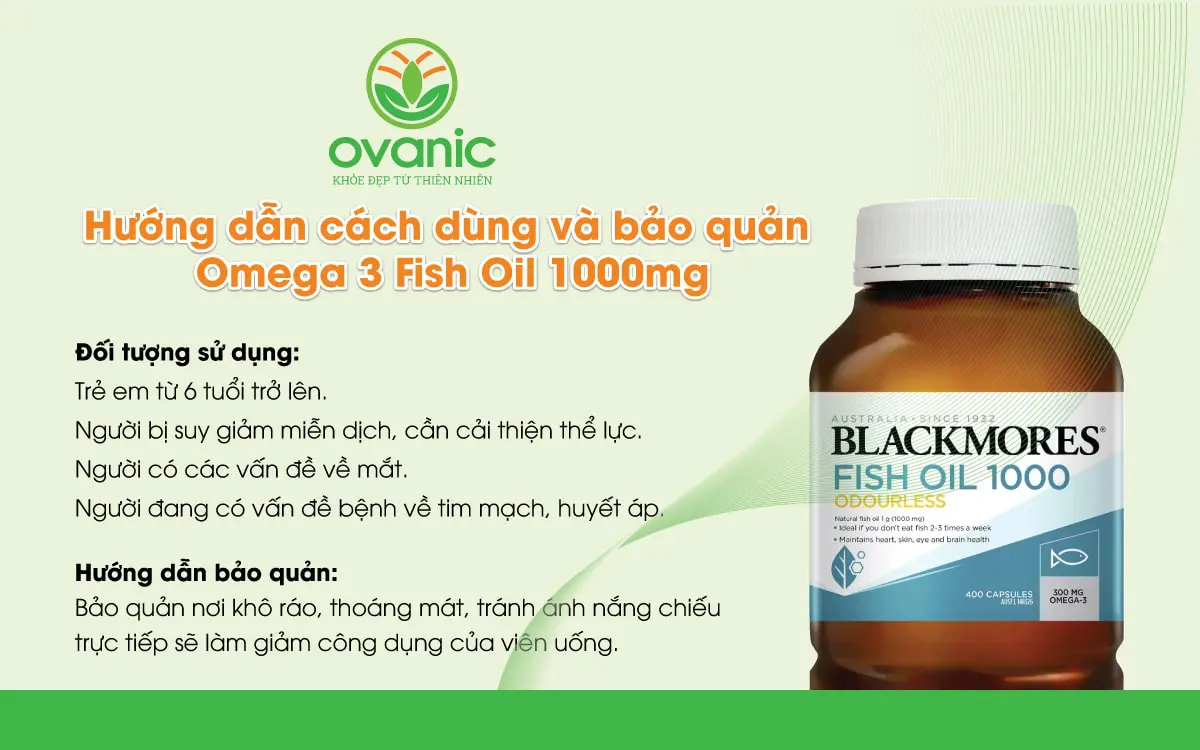 ovanic
KHỎE ĐẸP TỪ THIÊN NHIÊN
Hướng dẫn cách dùng và bảo quản
Omega 3 Fish Oil 1000mg
Đối tượng sử dụng:
Trẻ em từ 6 tuổi trở lên.
Người bị suy giảm miễn dịch, cần cải thiện thể lực.
Người có các vấn đề về mắt.
Người đang có vấn đề bệnh về tim mạch, huyết áp.
Hướng dẫn bảo quản:
Bảo quản nơi khô ráo, thoáng mát, tránh ánh nắng chiếu
trực tiếp sẽ làm giảm công dụng của viên uống.
AUSTRALIA • SINCE 1932
BLACKMORES®
FISH OIL 1000
ODOURLESS
Natural fish oil 1 g (1000 mg)
• Ideal if you don't eat fish 2-3 times a week
• Maintains heart, skin, eye and brain health
400 CAPSULES
300 MG
OMEGA-3